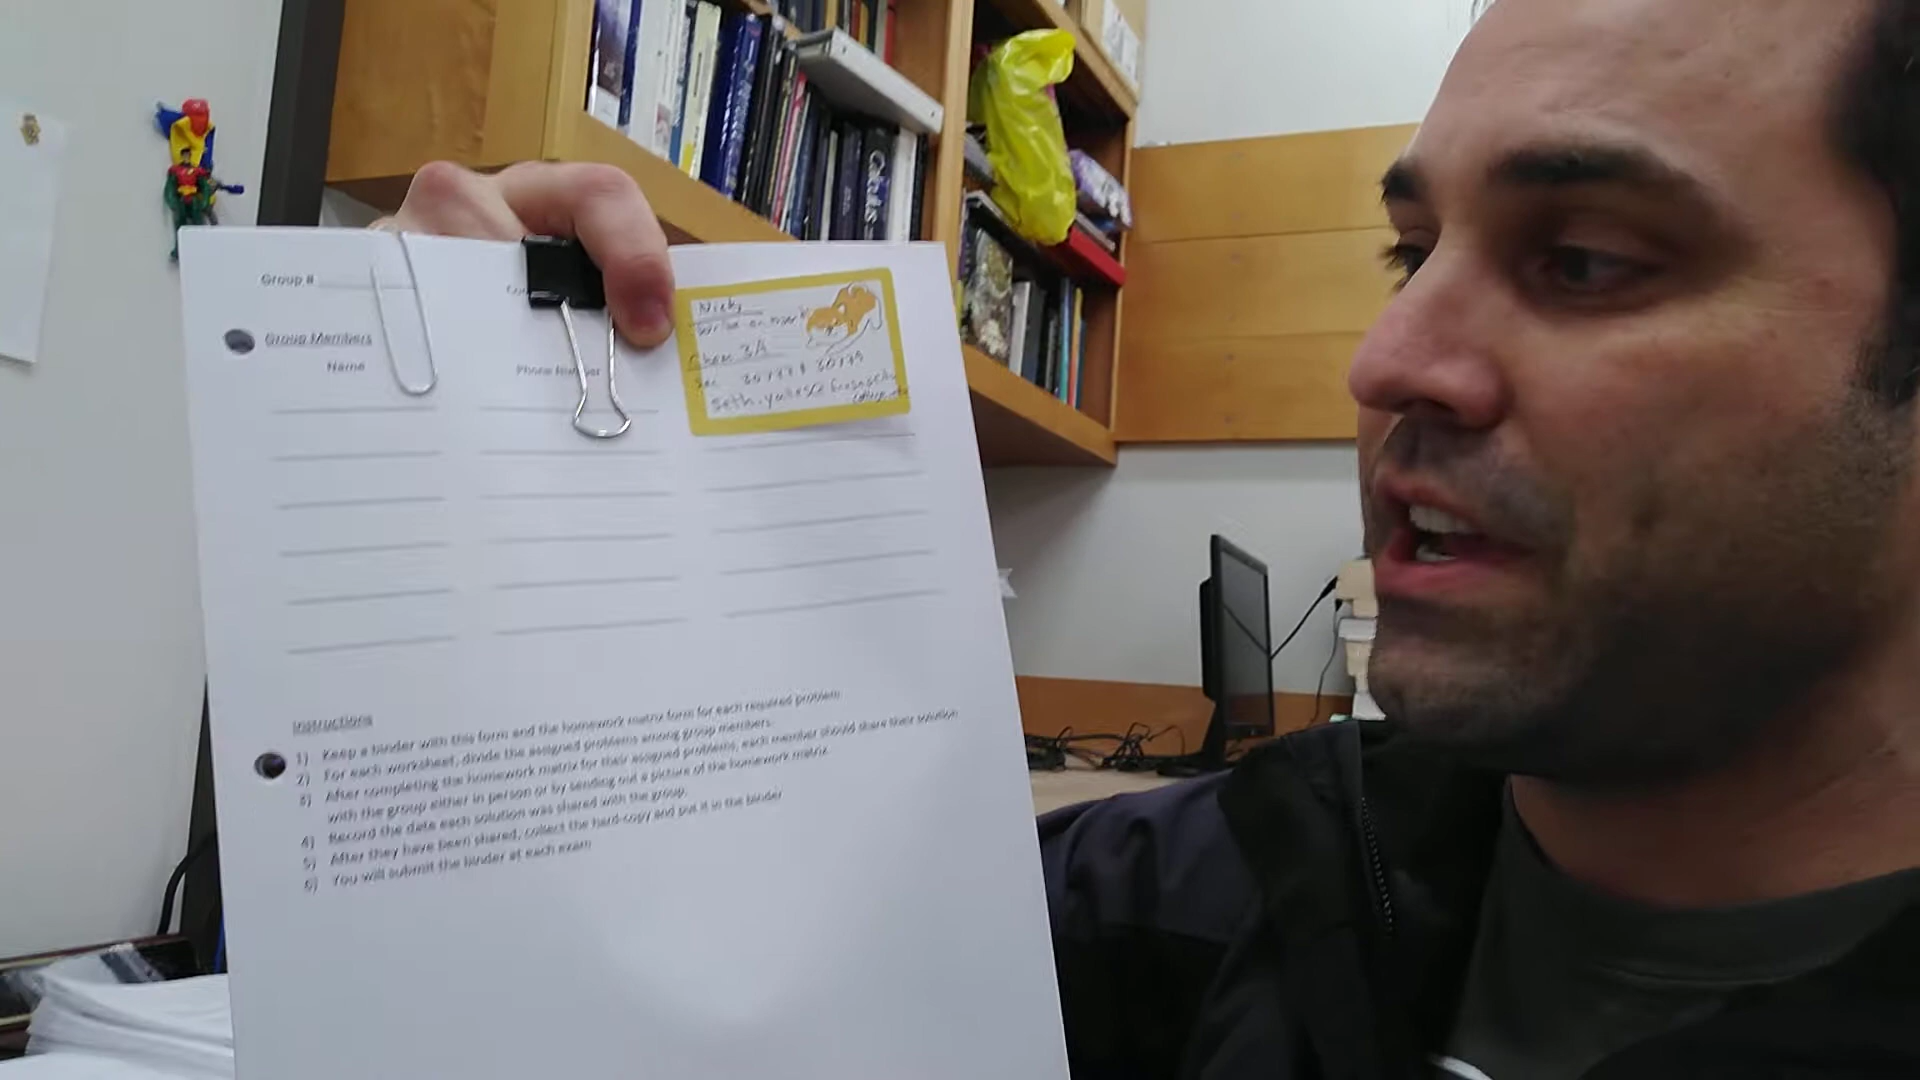 Calculus
Group #
Group Members
Name
Phone Number
Nick
Chem 3A
Instructions
1) Keep a binder with this form and the homework matrix form for each required problem
2) For each worksheet, divide the assigned problems among group members.
3) After completing the homework matrix for their assigned problems, each member should share their solution
with the group either in person or by sending out a picture of the homework matrix
4) Record the date each solution was shared with the group.
5) After they have been shared, collect the hard-copy and put it in the binder
6) You will submit the binder at each exam